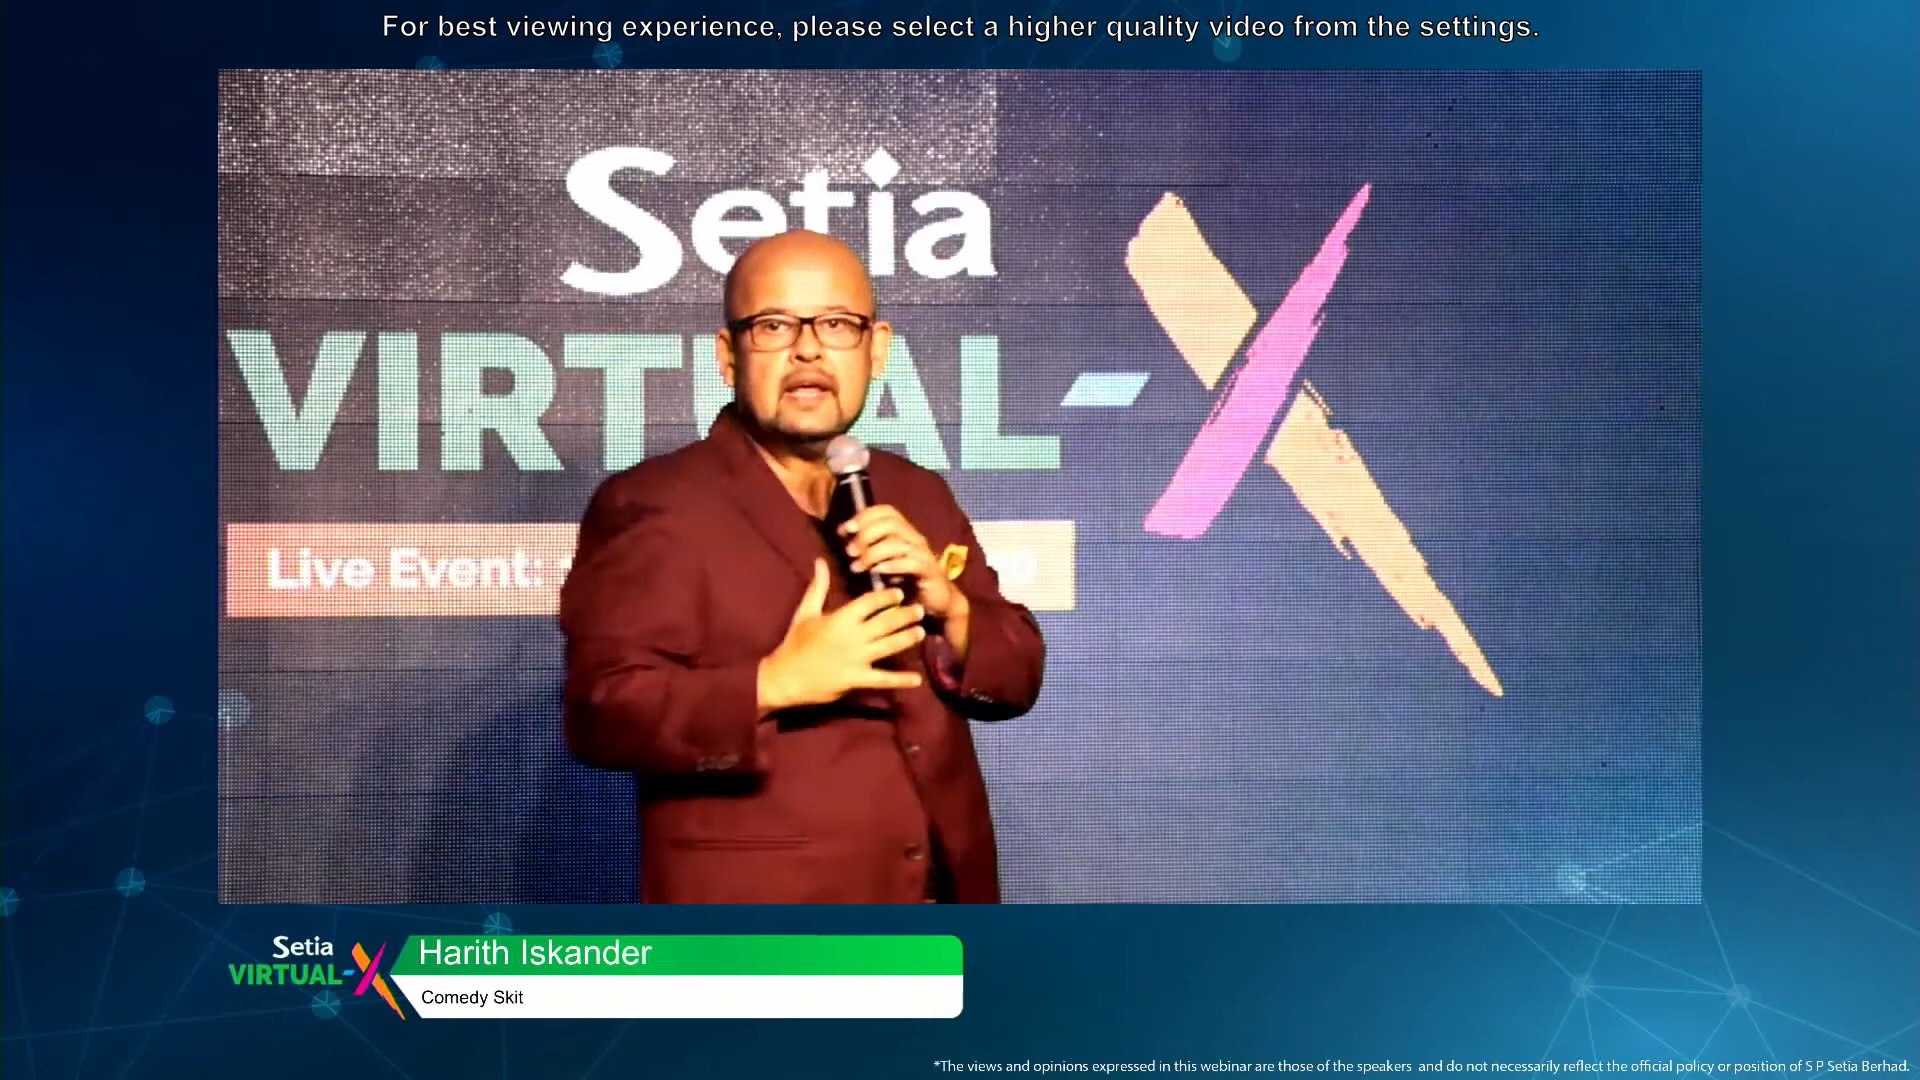 For best viewing experience, please select a higher quality video from the settings.
Setia
VIRTUAL-X
Live Event:
Setia
VIRTUAL-X
Harith Iskander
Comedy Skit
*The views and opinions expressed in this webinar are those of the speakers and do not necessarily reflect the official policy or position of S P Setia Berhad.